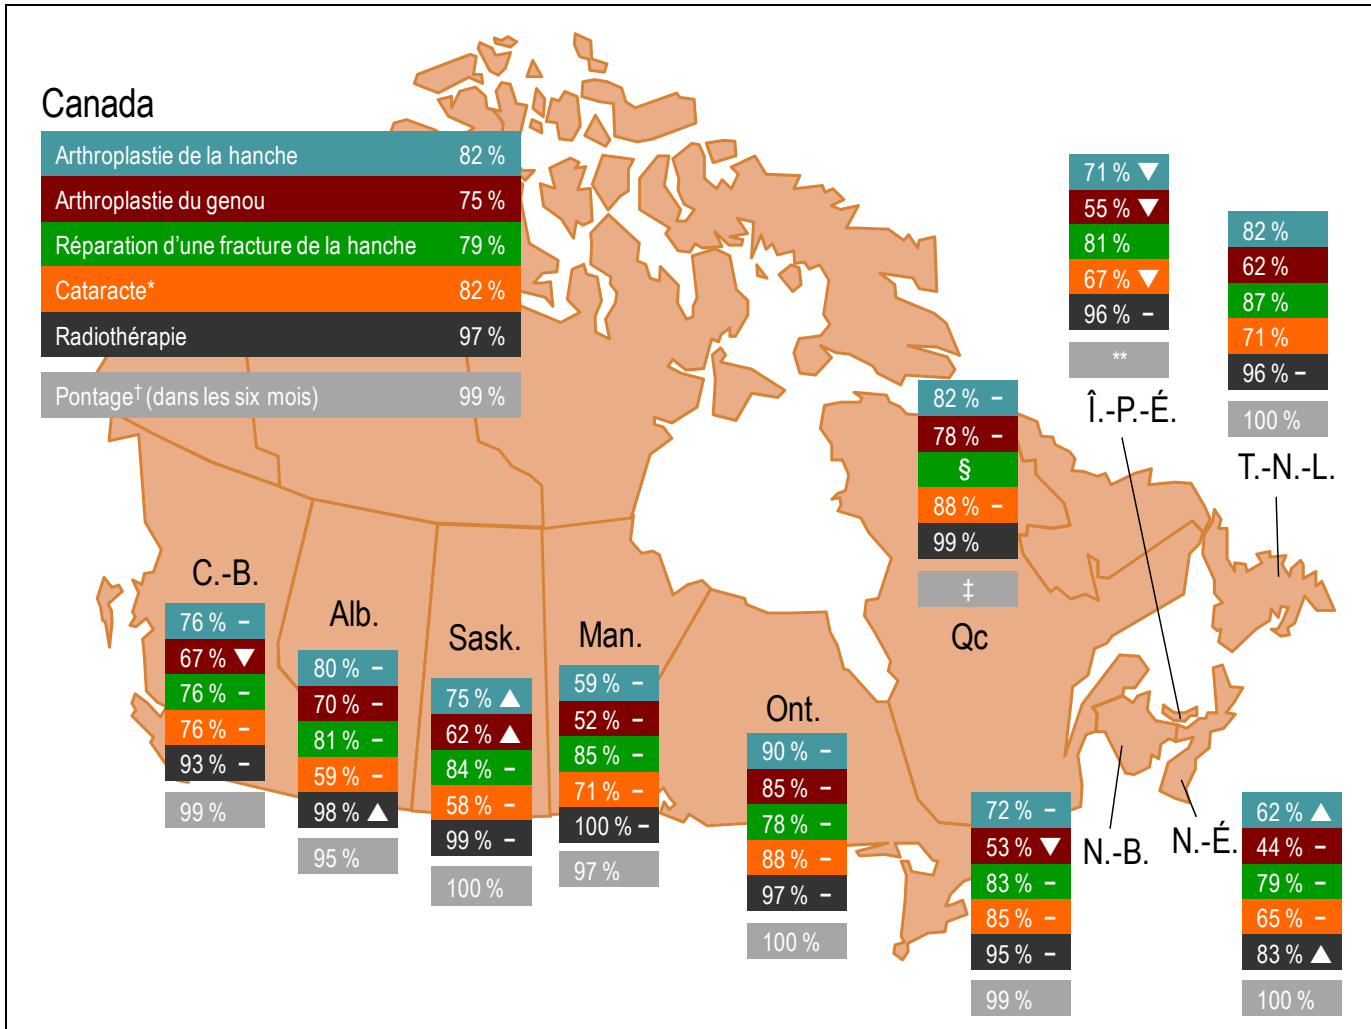 Canada
Arthroplastie de la hanche 82 %
Arthroplastie du genou 75 %
Réparation d'une fracture de la hanche 79 %
Cataracte* 82 %
Radiothérapie 97 %
Pontage† (dans les six mois) 99 %
71 % ▼
55 % ▼
81 %
67 % ▼
96 % –
**
Î.-P.-É.
82 %
62 %
87 %
71 %
96 % –
100 %
T.-N.-L.
82 % –
78 % –
§
88 % –
99 %
‡
Qc
C.-B.
76 % –
67 % ▼
76 % –
76 % –
93 % –
99 %
Alb.
80 % –
70 % –
81 % –
59 % –
98 % ▲
95 %
Sask.
75 % ▲
62 % ▲
84 % –
58 % –
99 % –
100 %
Man.
59 % –
52 % –
85 % –
71 % –
100 % –
97 %
Ont.
90 % –
85 % –
78 % –
88 % –
97 % –
100 %
72 % –
53 % ▼
83 % –
85 % –
95 % –
99 %
N.-B.
N.-É.
62 % ▲
44 % –
79 % –
65 % –
83 % ▲
100 %